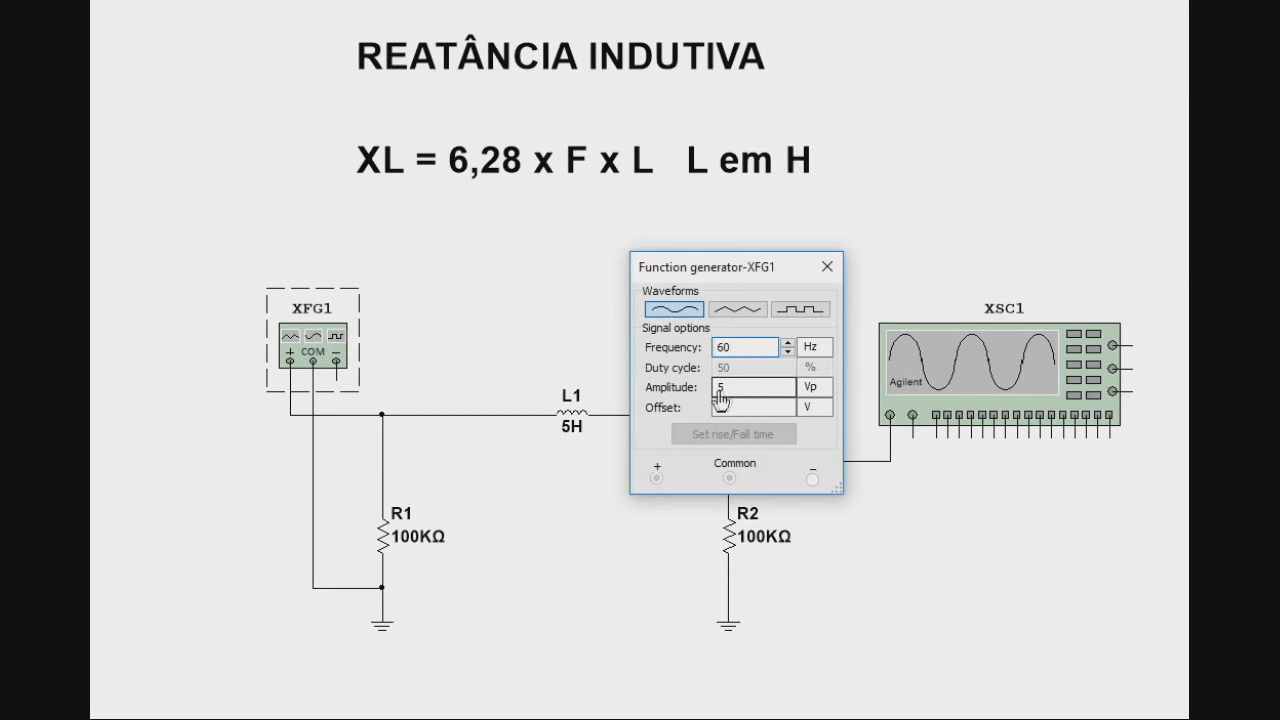 REATÂNCIA INDUTIVA
XL = 6,28 x F x L L em H
XFG1
+ COM −
L1
5H
R1
100KΩ
Function generator-XFG1
Waveforms
Signal options
Frequency: 60 Hz
Duty cycle: 50 %
Amplitude: 5 Vp
Offset: V
Set rise/Fall time
+ Common −
R2
100KΩ
XSC1
Agilent